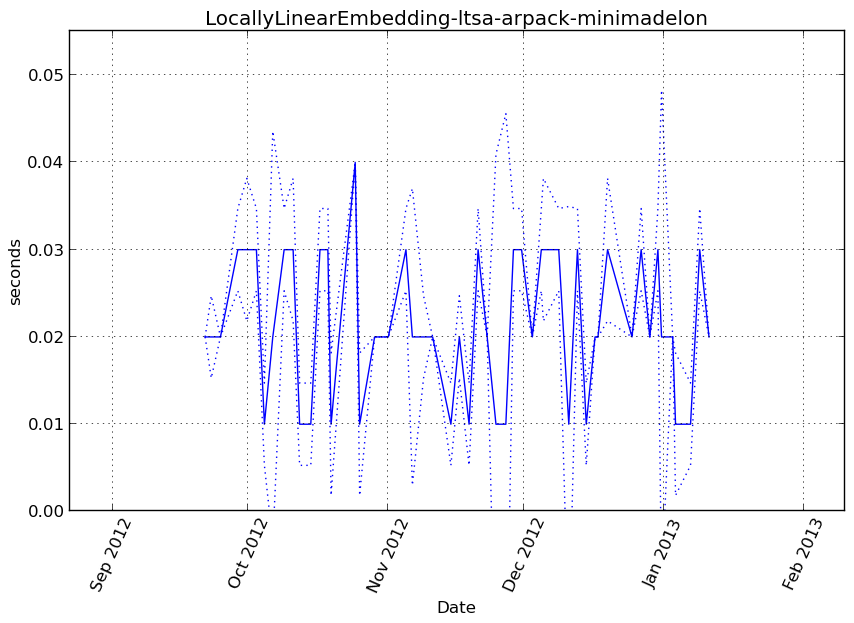 LocallyLinearEmbedding-ltsa-arpack-minimadelon
0.05
0.04
0.03
0.02
0.01
0.00
seconds
Sep 2012
Oct 2012
Nov 2012
Dec 2012
Jan 2013
Feb 2013
Date